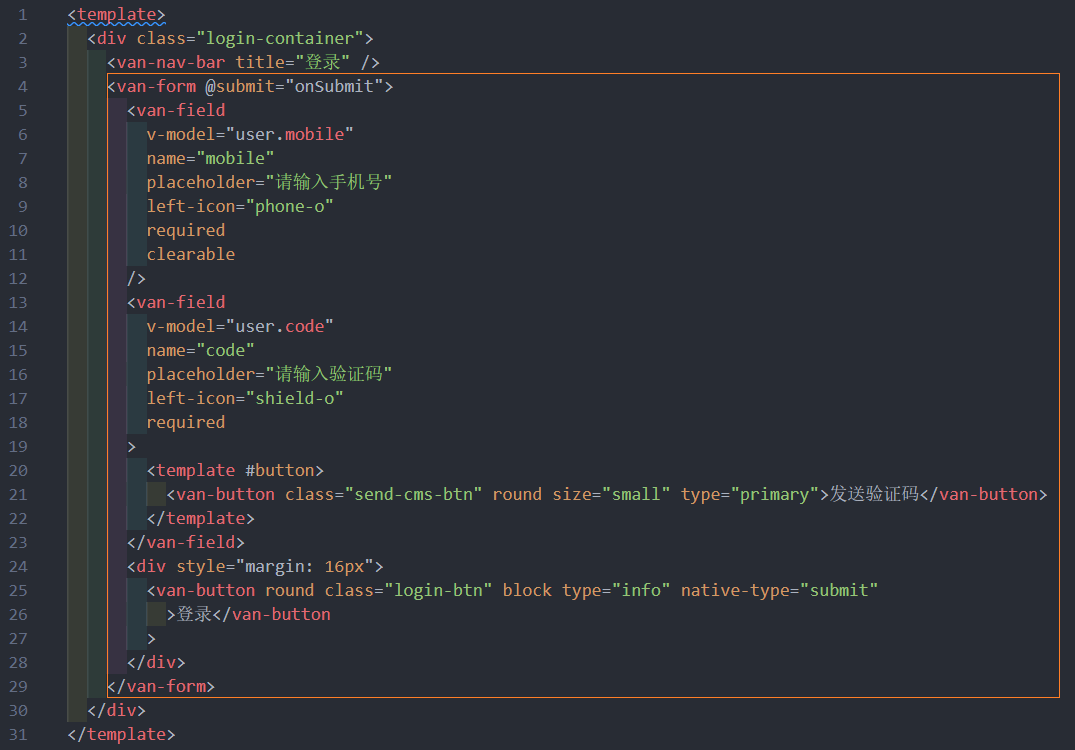 1 <template>
2 <div class="login-container">
3 <van-nav-bar title="登录" />
4 <van-form @submit="onSubmit">
5 <van-field
6 v-model="user.mobile"
7 name="mobile"
8 placeholder="请输入手机号"
9 left-icon="phone-o"
10 required
11 clearable
12 />
13 <van-field
14 v-model="user.code"
15 name="code"
16 placeholder="请输入验证码"
17 left-icon="shield-o"
18 required
19 >
20 <template #button>
21 <van-button class="send-cms-btn" round size="small" type="primary">发送验证码</van-button>
22 </template>
23 </van-field>
24 <div style="margin: 16px">
25 <van-button round class="login-btn" block type="info" native-type="submit"
26 >登录</van-button
27 >
28 </div>
29 </van-form>
30 </div>
31 </template>